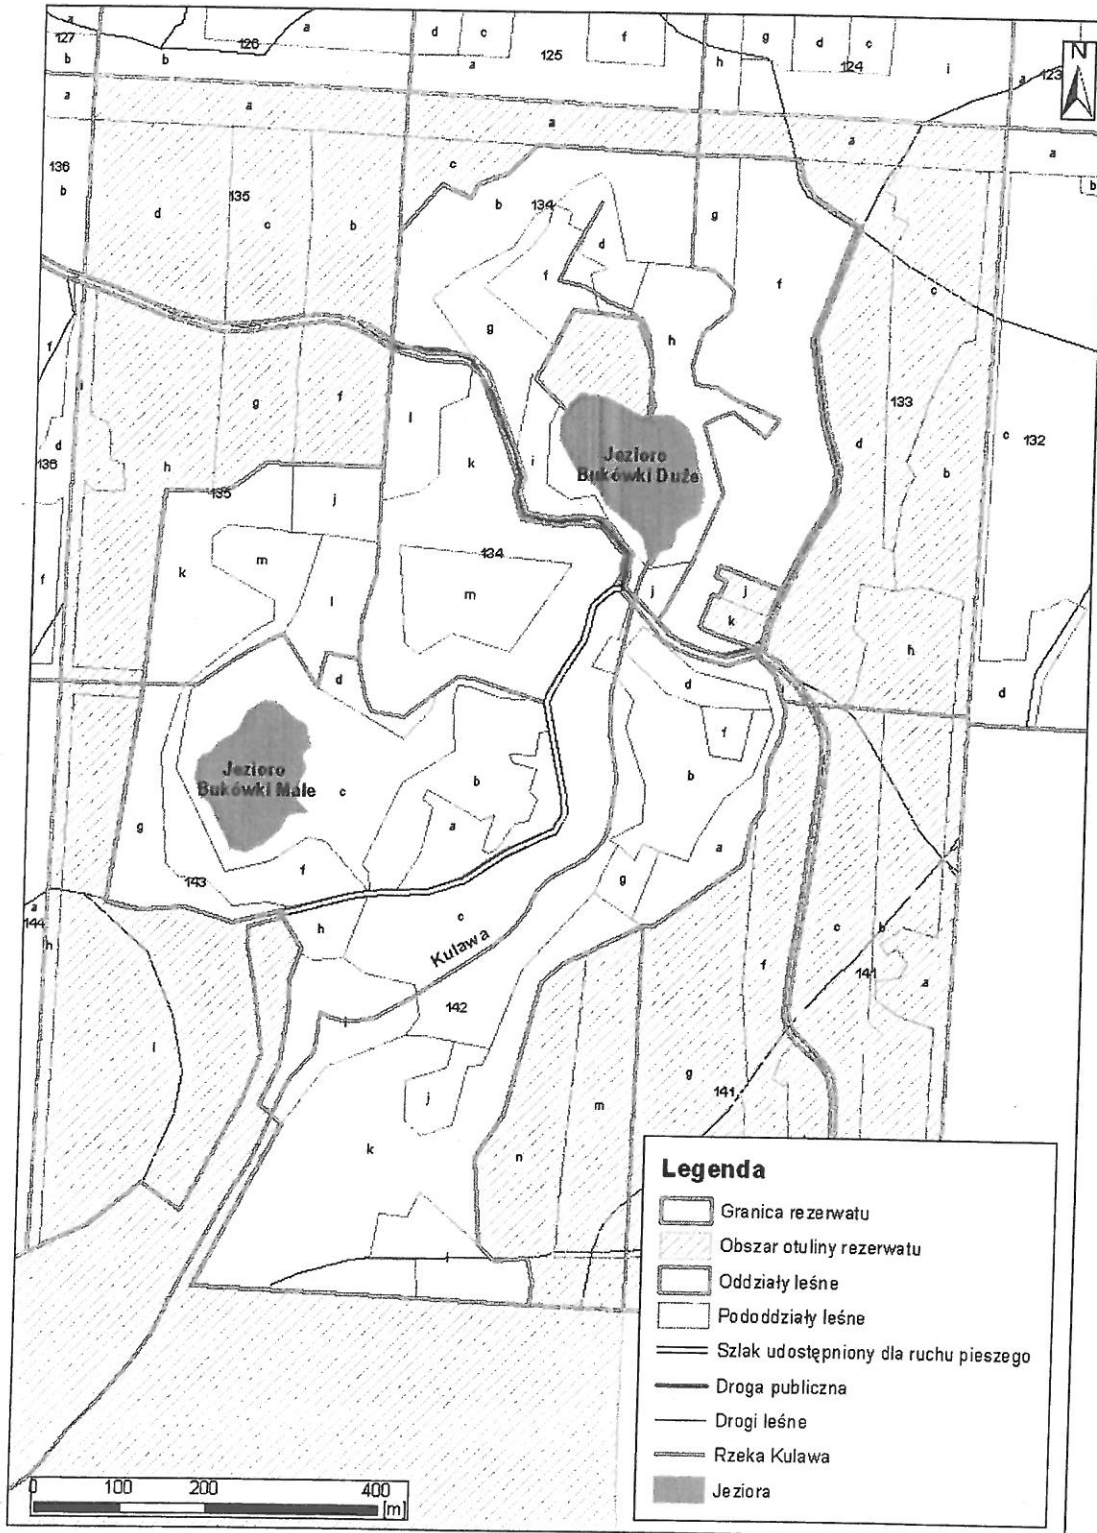 a
127
b
b
126
a
d
c
a
125
f
h
g
d
c
124
i
a
123
N
a
a
a
a
a
b
136
b
d
135
c
b
c
b
134
d
f
g
g
f
h
c
133
d
b
c
132
f
i
d
136
f
h
g
f
135
j
k
m
l
l
k
i
134
m
Jezioro
Bukówki Duże
j
j
k
h
d
d
d
f
b
a
g
Jezioro
Bukówki Małe
c
b
a
g
143
f
h
c
Kulawa
a
144
h
i
142
j
k
n
m
g
141
f
c
b
141
a
Legenda
Granica rezerwatu
Obszar otuliny rezerwatu
Oddziały leśne
Pododdziały leśne
Szlak udostępniony dla ruchu pieszego
Droga publiczna
Drogi leśne
Rzeka Kulawa
Jeziora
0 100 200 400
[m]